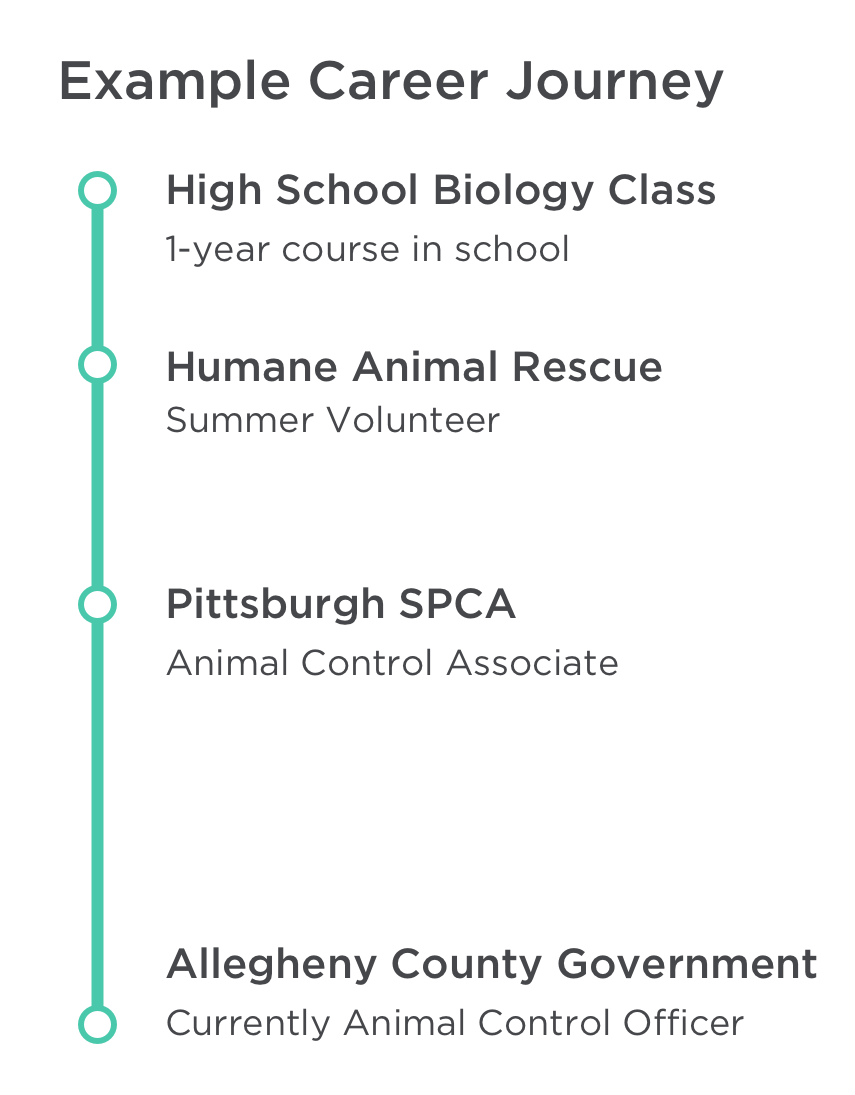 Example Career Journey
High School Biology Class
1-year course in school
Humane Animal Rescue
Summer Volunteer
Pittsburgh SPCA
Animal Control Associate
Allegheny County Government
Currently Animal Control Officer